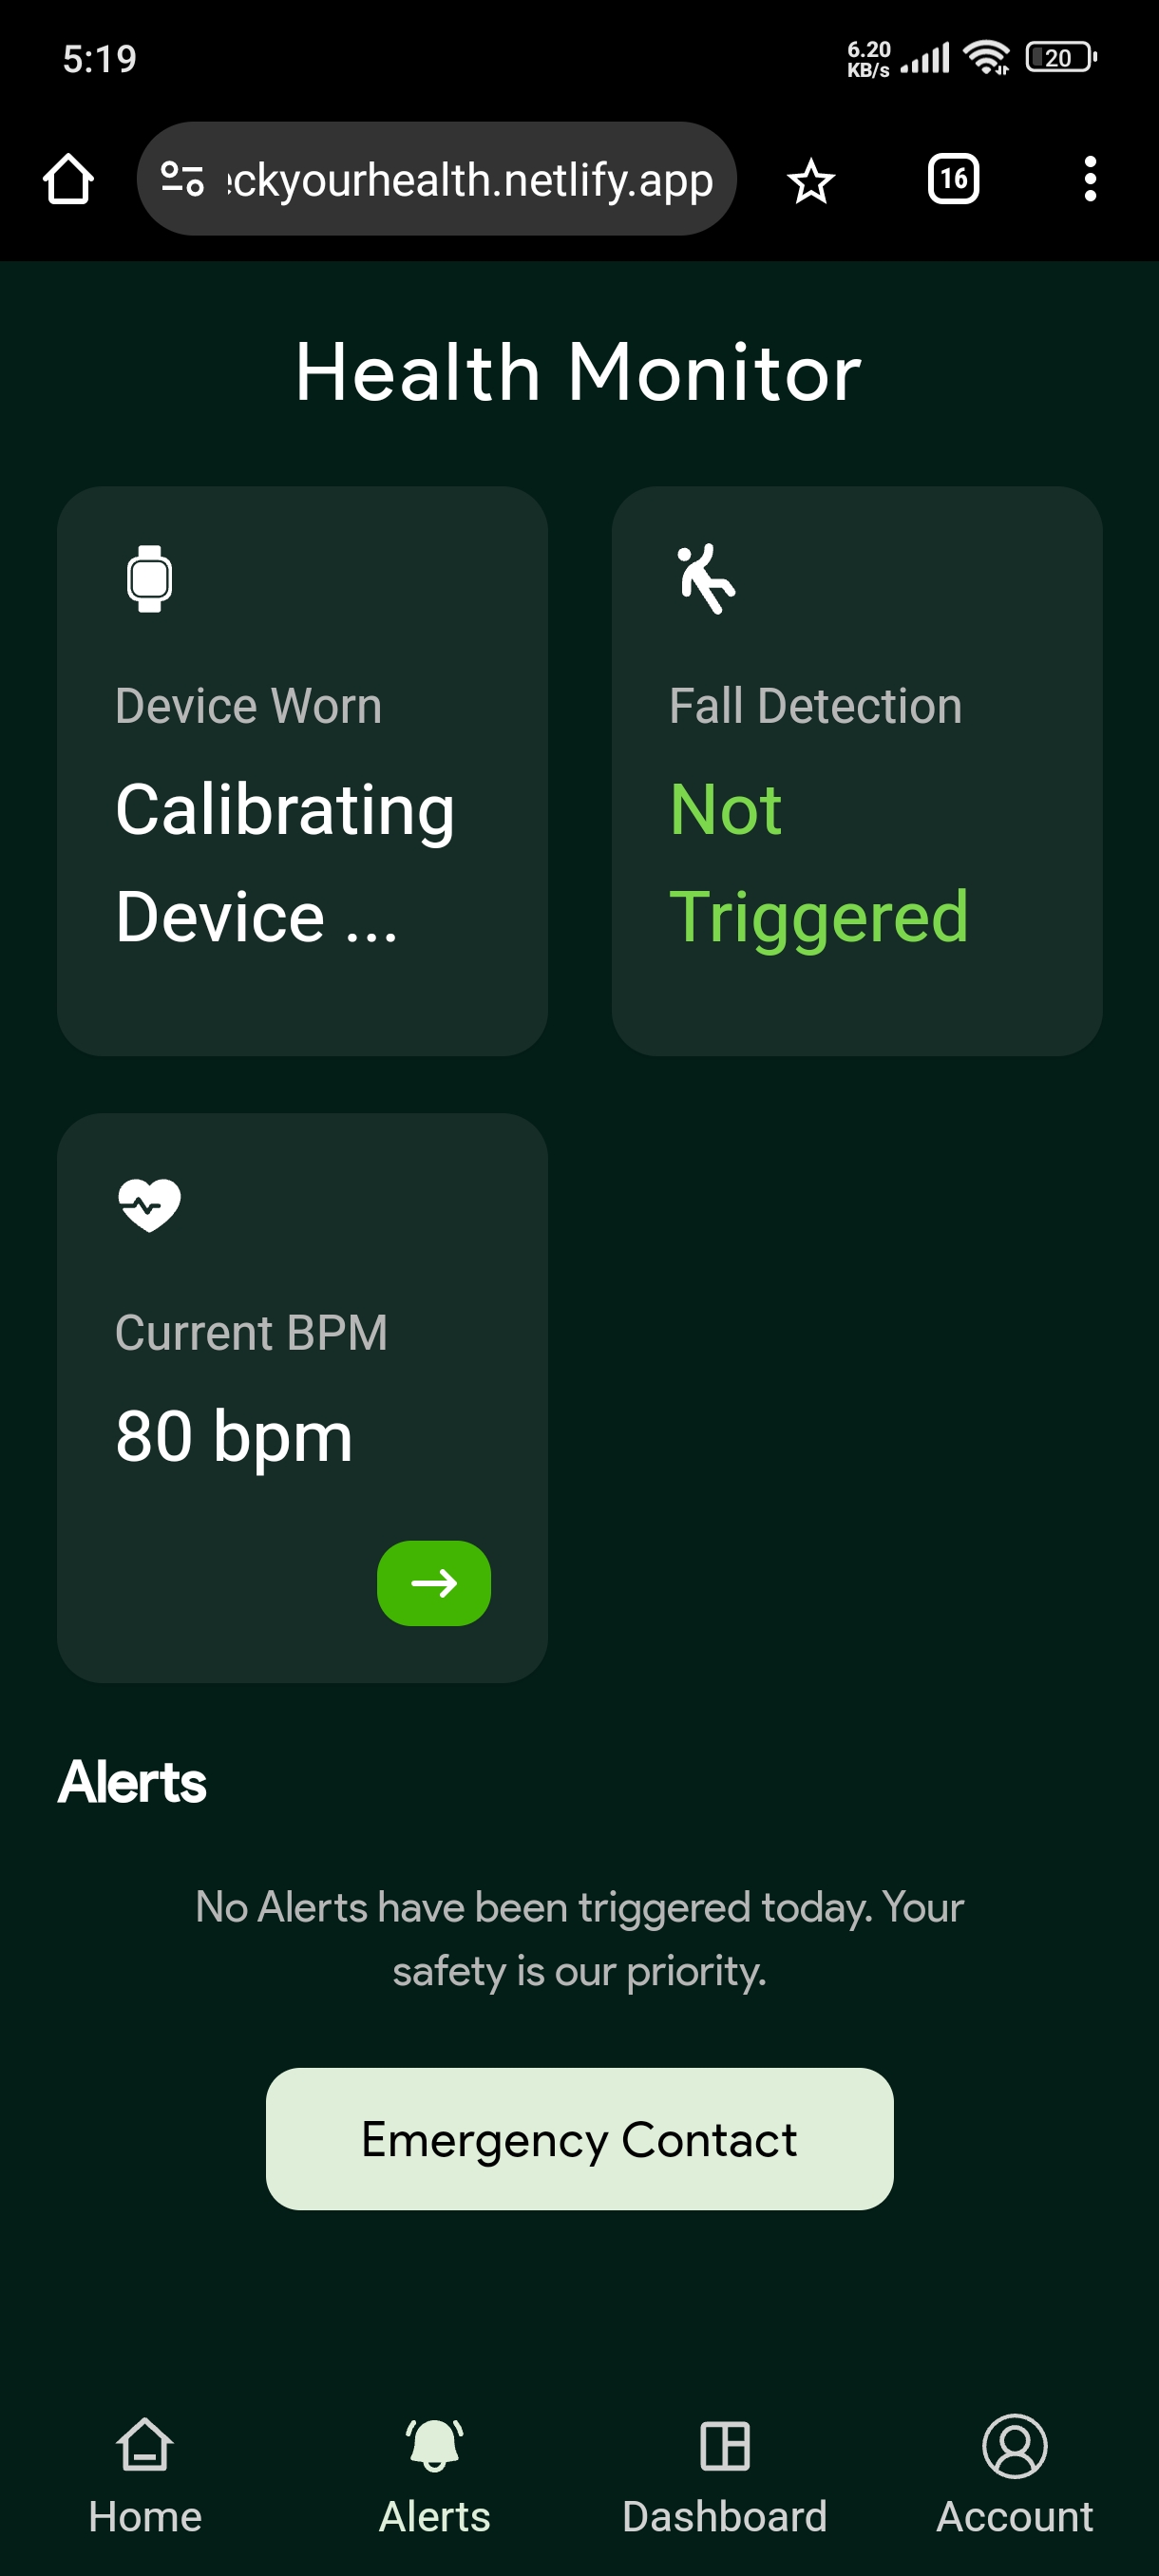 5:19
6.20
KB/s
20
eckyourhealth.netlify.app
16
Health Monitor
Device Worn
Calibrating
Device ...
Fall Detection
Not
Triggered
Current BPM
80 bpm
Alerts
No Alerts have been triggered today. Your
safety is our priority.
Emergency Contact
Home
Alerts
Dashboard
Account